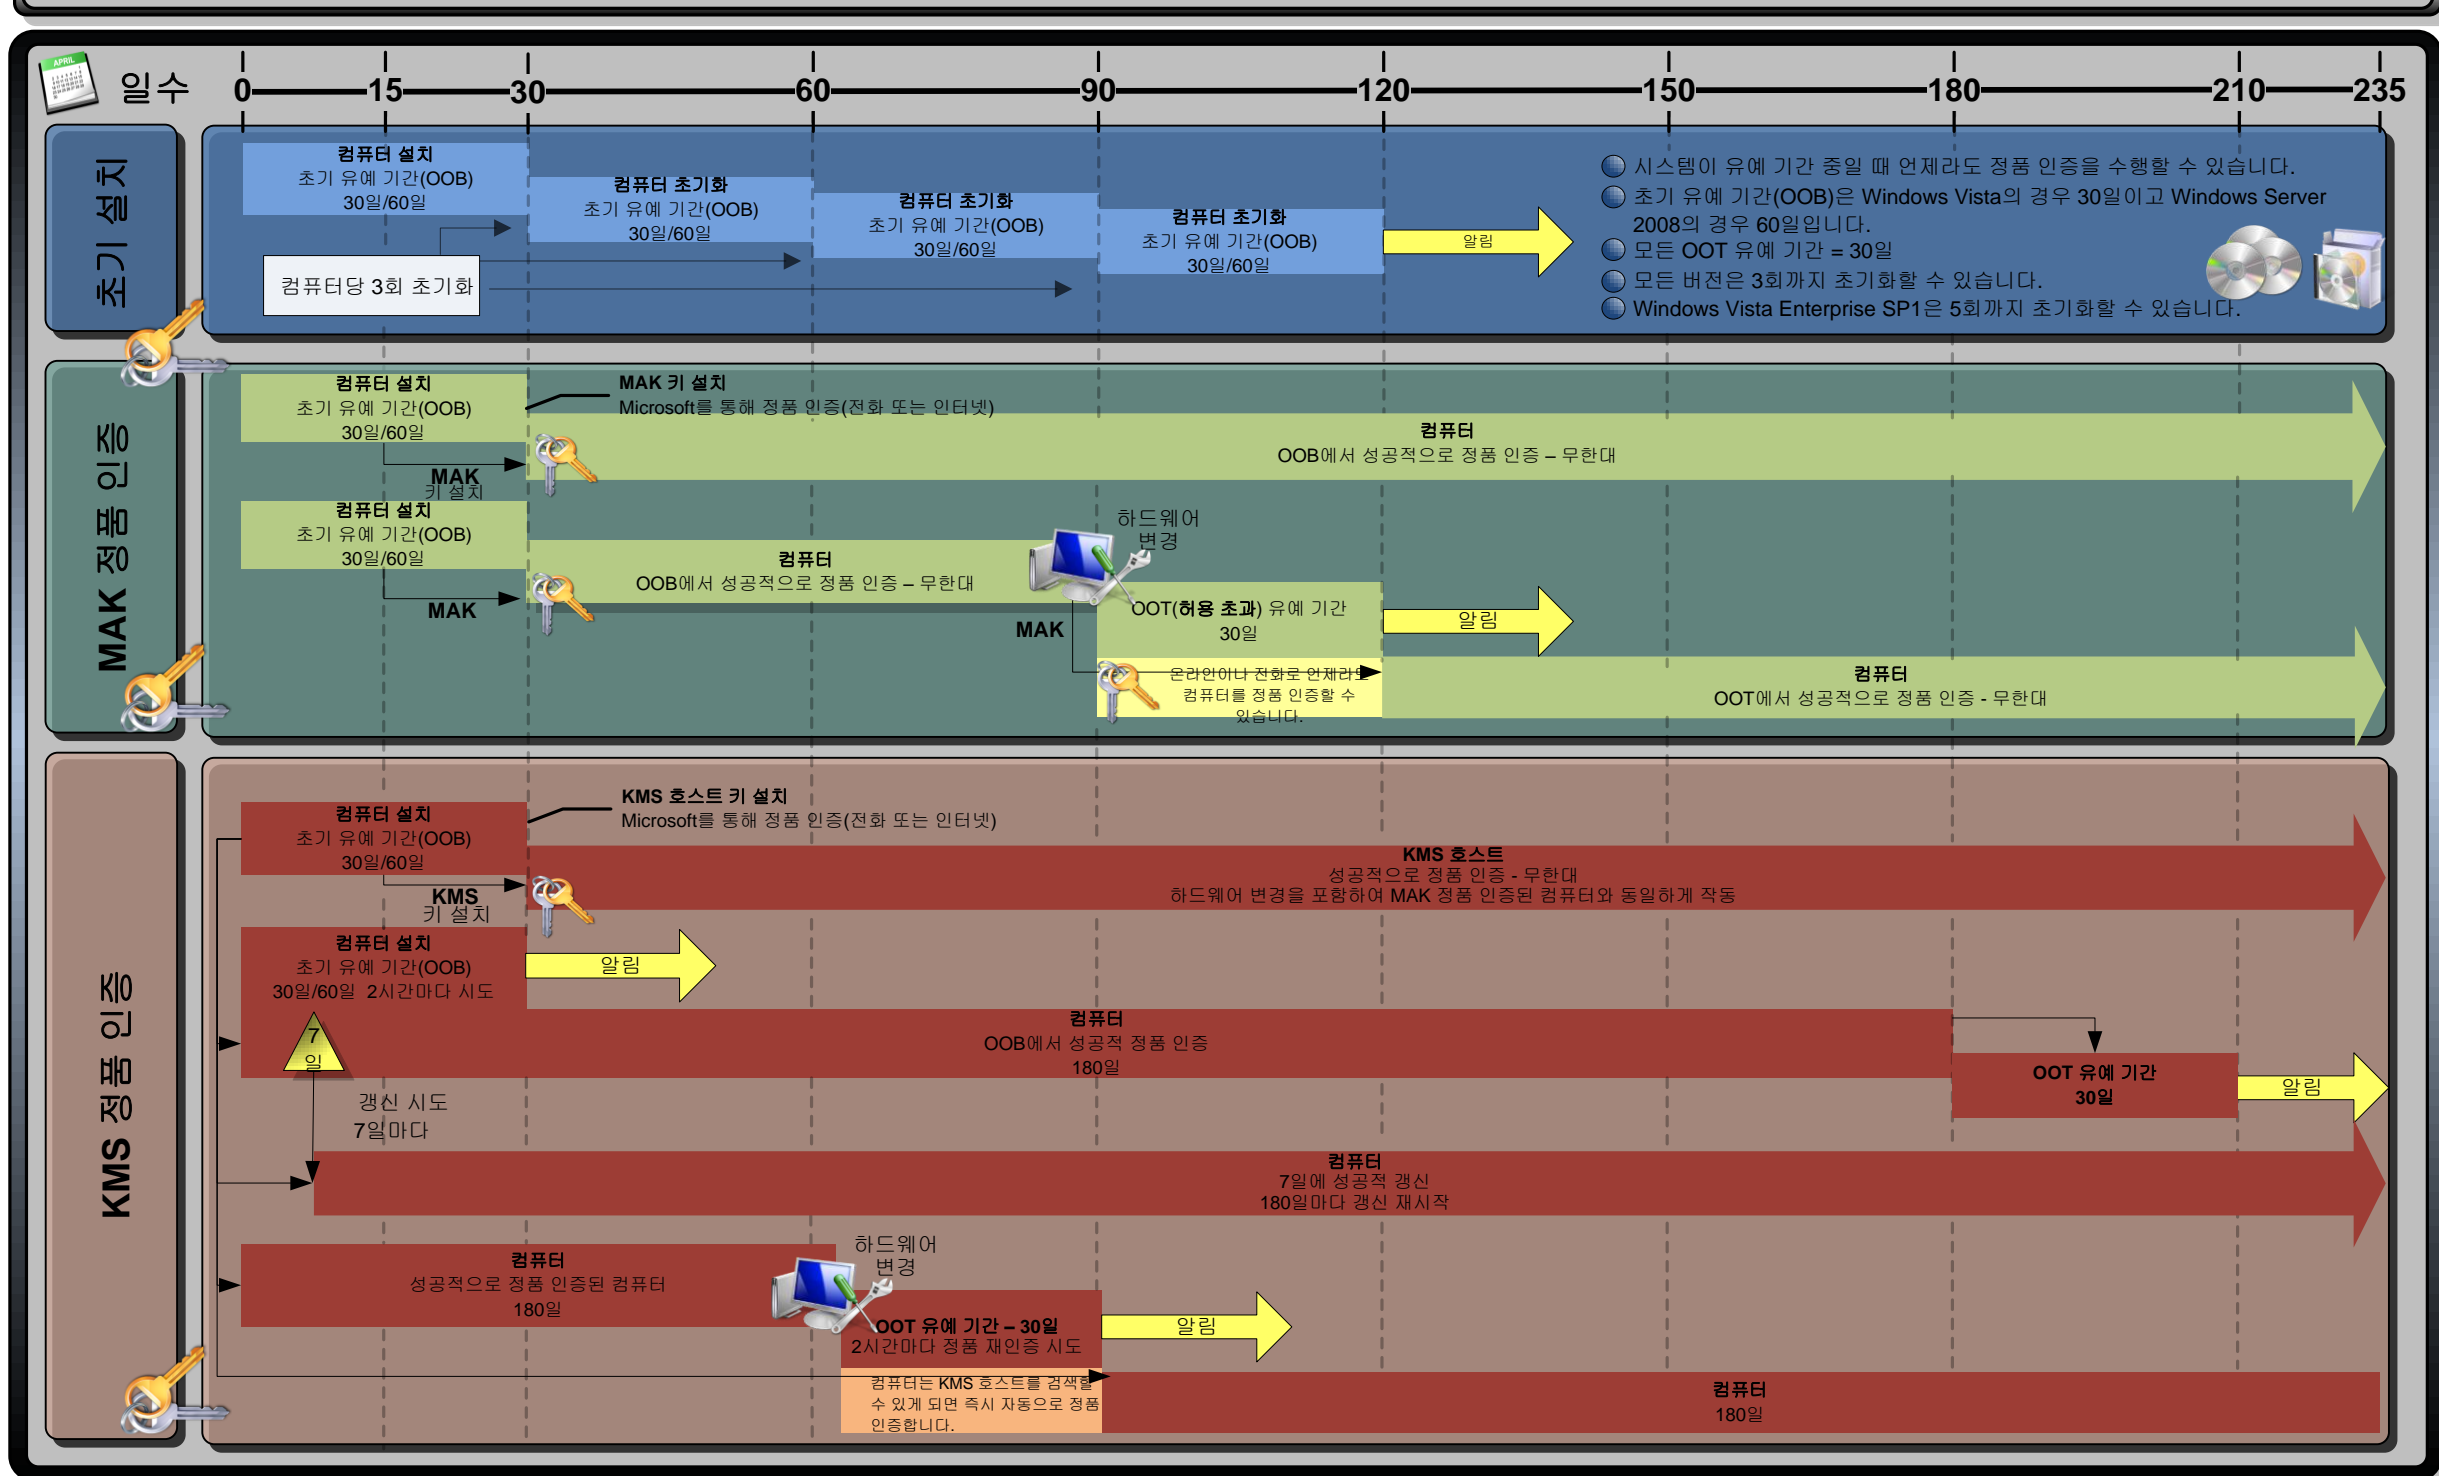 APRIL
일수
0
15
30
60
90
120
150
180
210
235
초기 설치
컴퓨터 설치
초기 유예 기간(OOB)
30일/60일
컴퓨터 초기화
초기 유예 기간(OOB)
30일/60일
컴퓨터 초기화
초기 유예 기간(OOB)
30일/60일
컴퓨터 초기화
초기 유예 기간(OOB)
30일/60일
알림
컴퓨터당 3회 초기화
시스템이 유예 기간 중일 때 언제라도 정품 인증을 수행할 수 있습니다.
초기 유예 기간(OOB)은 Windows Vista의 경우 30일이고 Windows Server
2008의 경우 60일입니다.
모든 OOT 유예 기간 = 30일
모든 버전은 3회까지 초기화할 수 있습니다.
Windows Vista Enterprise SP1은 5회까지 초기화할 수 있습니다.
MAK 정품 인증
컴퓨터 설치
초기 유예 기간(OOB)
30일/60일
MAK 키 설치
Microsoft를 통해 정품 인증(전화 또는 인터넷)
MAK
키 설치
컴퓨터
OOB에서 성공적으로 정품 인증 – 무한대
컴퓨터 설치
초기 유예 기간(OOB)
30일/60일
MAK
컴퓨터
OOB에서 성공적으로 정품 인증 – 무한대
하드웨어
변경
MAK
OOT(허용 초과) 유예 기간
30일
알림
온라인이나 전화로 언제라도
컴퓨터를 정품 인증할 수
있습니다.
컴퓨터
OOT에서 성공적으로 정품 인증 - 무한대
KMS 정품 인증
컴퓨터 설치
초기 유예 기간(OOB)
30일/60일
KMS 호스트 키 설치
Microsoft를 통해 정품 인증(전화 또는 인터넷)
KMS
키 설치
KMS 호스트
성공적으로 정품 인증 - 무한대
하드웨어 변경을 포함하여 MAK 정품 인증된 컴퓨터와 동일하게 작동
컴퓨터 설치
초기 유예 기간(OOB)
30일/60일 2시간마다 시도
알림
7
일
컴퓨터
OOB에서 성공적 정품 인증
180일
OOT 유예 기간
30일
알림
갱신 시도
7일마다
컴퓨터
7일에 성공적 갱신
180일마다 갱신 재시작
컴퓨터
성공적으로 정품 인증된 컴퓨터
180일
하드웨어
변경
OOT 유예 기간 – 30일
2시간마다 정품 재인증 시도
알림
컴퓨터는 KMS 호스트를 검색할
수 있게 되면 즉시 자동으로 정품
인증합니다.
컴퓨터
180일